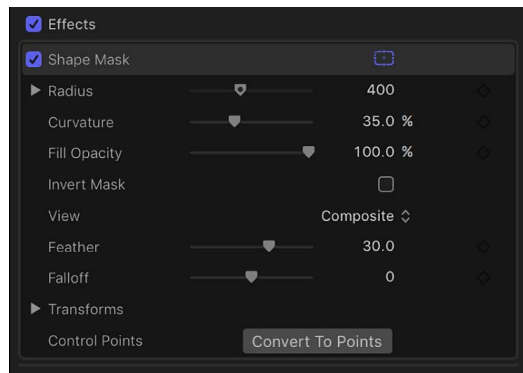 Effects
Shape Mask
Radius 400
Curvature 35.0 %
Fill Opacity 100.0 %
Invert Mask
View Composite
Feather 30.0
Falloff 0
Transforms
Control Points Convert To Points